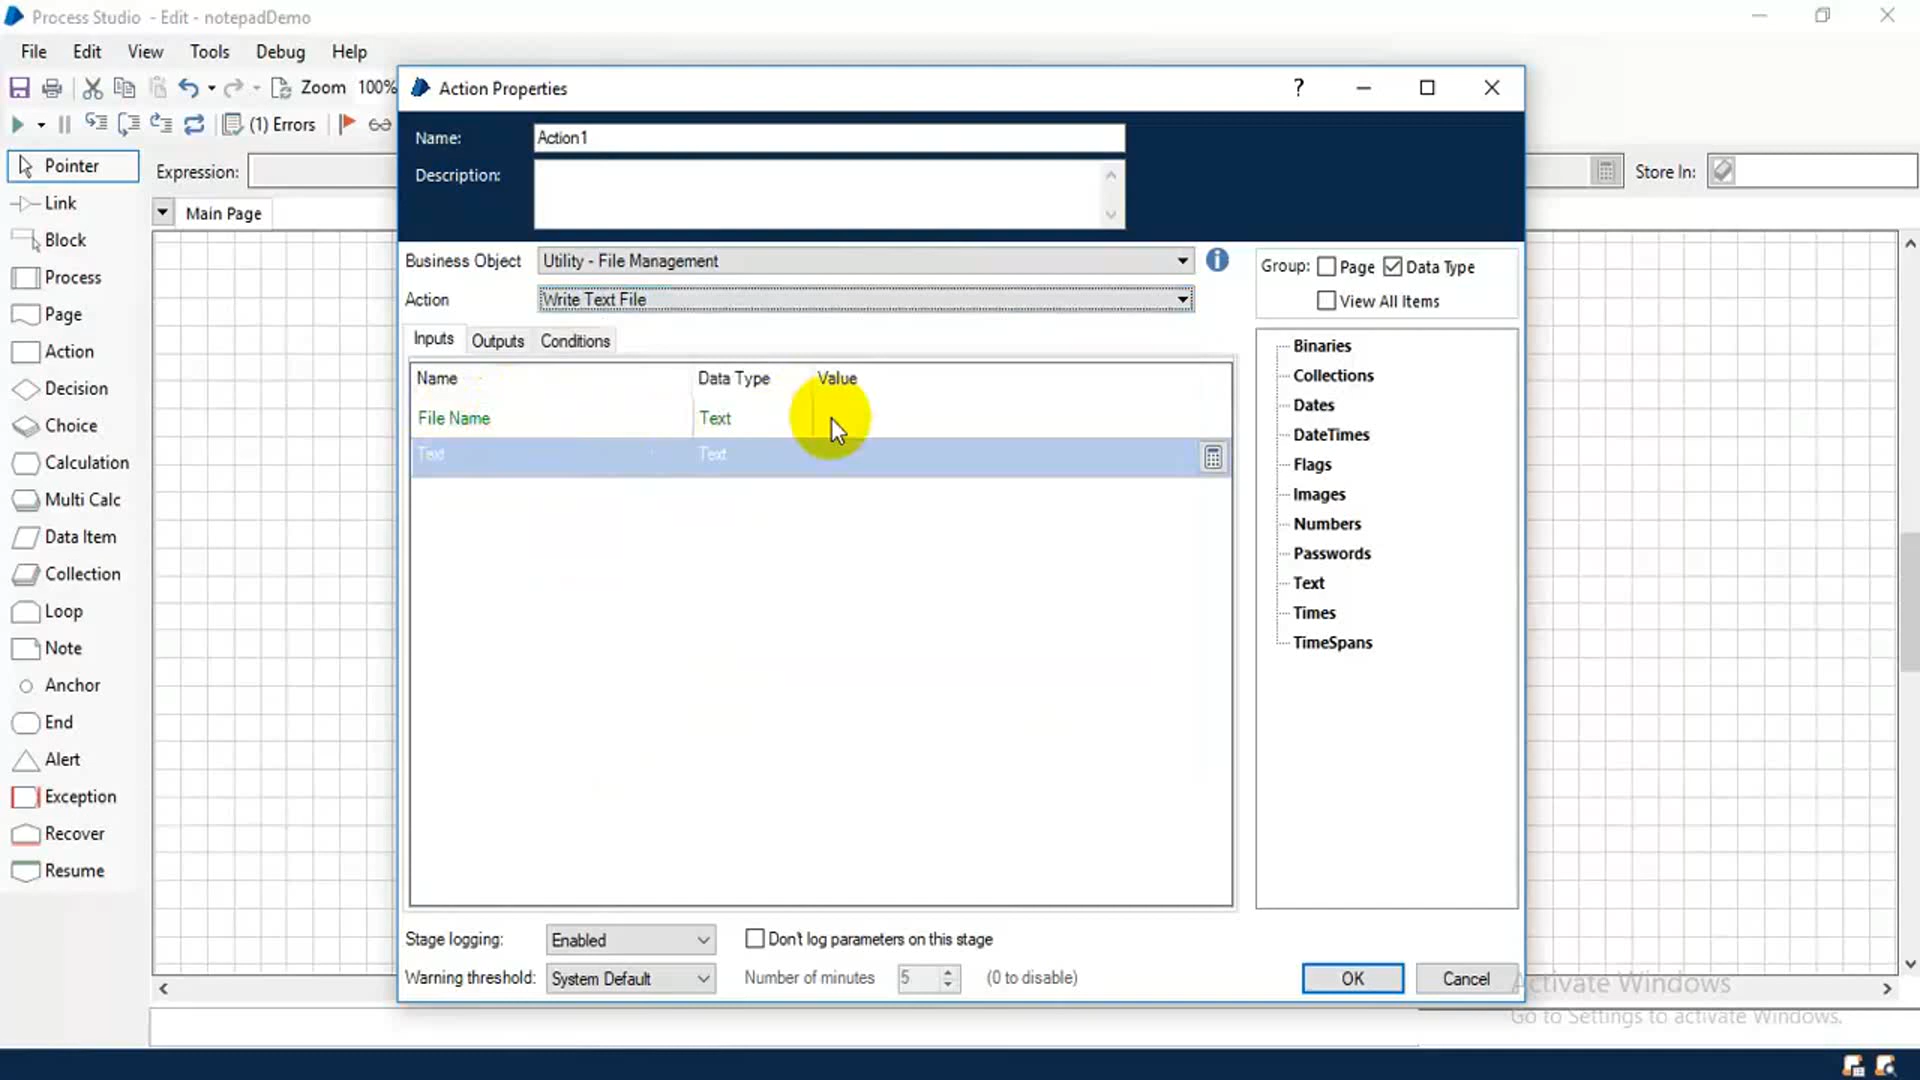 Process Studio - Edit - notepadDemo
File Edit View Tools Debug Help
Zoom 100%
(1) Errors
Pointer
Link
Block
Process
Page
Action
Decision
Choice
Calculation
Multi Calc
Data Item
Collection
Loop
Note
Anchor
End
Alert
Exception
Recover
Resume
Expression:
Store In:
Main Page
Action Properties
?
Name: Action1
Description:
Business Object Utility - File Management
Action Write Text File
Inputs Outputs Conditions
Name Data Type Value
File Name Text
Text Text
Group: Page Data Type
View All Items
Binaries
Collections
Dates
DateTimes
Flags
Images
Numbers
Passwords
Text
Times
TimeSpans
Stage logging: Enabled Don't log parameters on this stage
Warning threshold: System Default Number of minutes 5 (0 to disable)
OK Cancel
Activate Windows
Go to Settings to activate Windows.